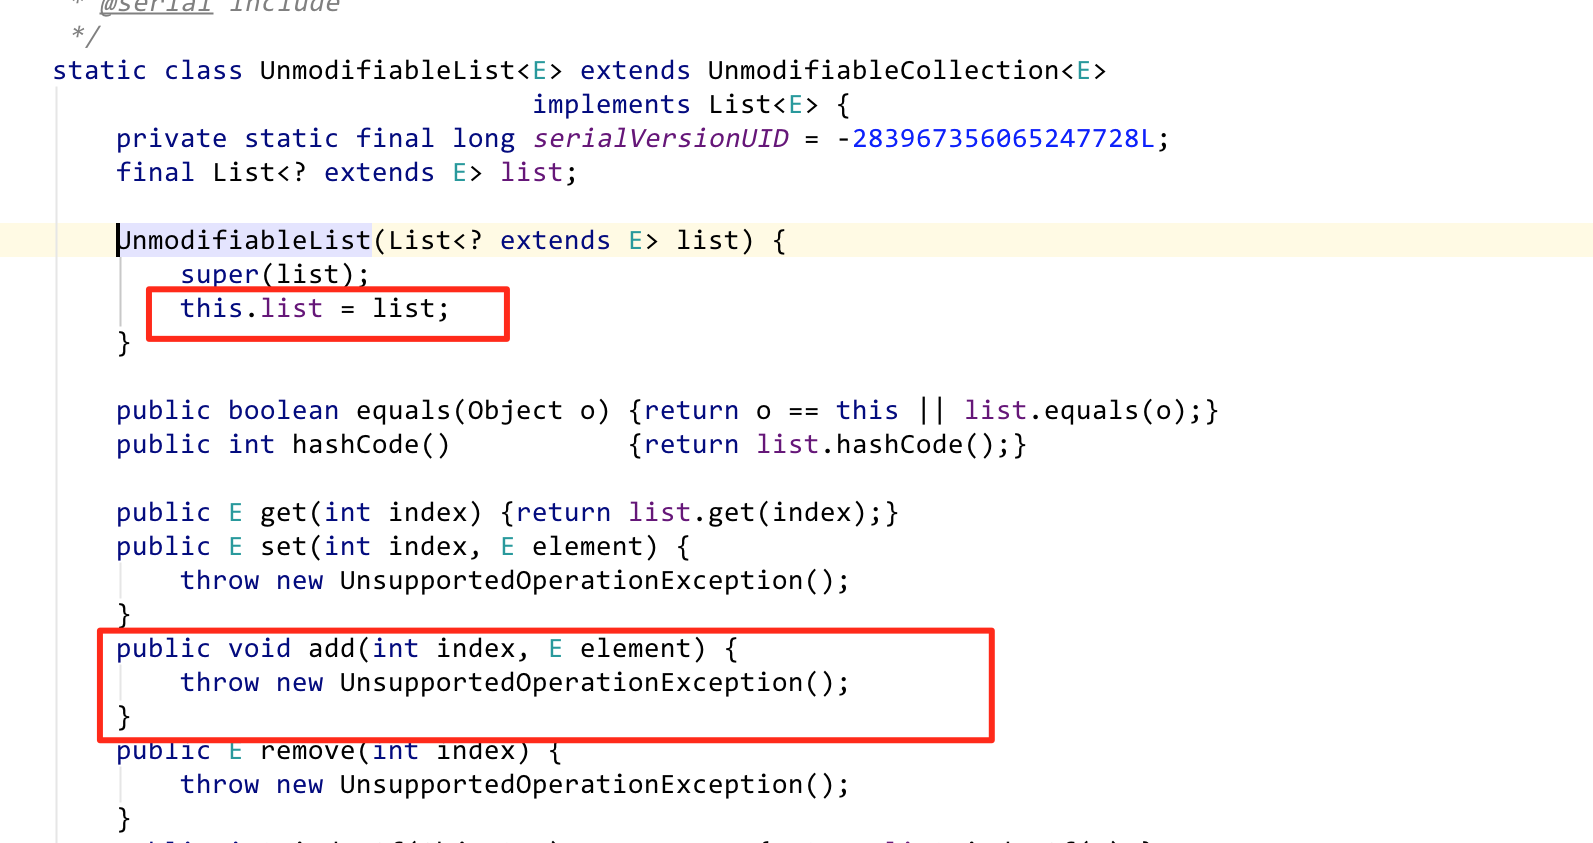 * @serial include
*/
static class UnmodifiableList<E> extends UnmodifiableCollection<E>
                              implements List<E> {
    private static final long serialVersionUID = -283967356065247728L;
    final List<? extends E> list;

    UnmodifiableList(List<? extends E> list) {
        super(list);
        this.list = list;
    }

    public boolean equals(Object o) {return o == this || list.equals(o);}
    public int hashCode()           {return list.hashCode();}

    public E get(int index) {return list.get(index);}
    public E set(int index, E element) {
        throw new UnsupportedOperationException();
    }
    public void add(int index, E element) {
        throw new UnsupportedOperationException();
    }
    public E remove(int index) {
        throw new UnsupportedOperationException();
    }